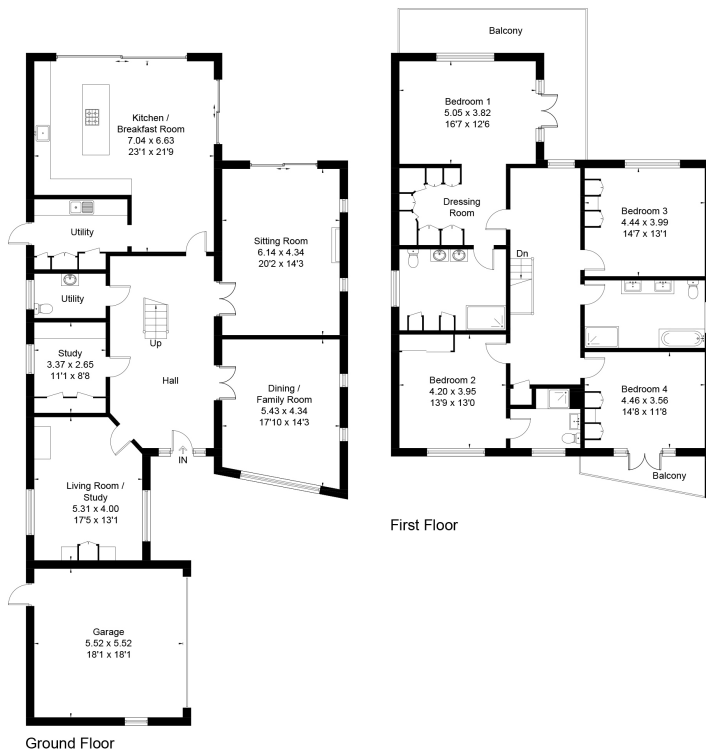 Kitchen /
Breakfast Room
7.04 x 6.63
23'1 x 21'9
Utility
Utility
Sitting Room
6.14 x 4.34
20'2 x 14'3
Up
Study
3.37 x 2.65
11'1 x 8'8
Hall
Dining /
Family Room
5.43 x 4.34
17'10 x 14'3
IN
Living Room /
Study
5.31 x 4.00
17'5 x 13'1
Garage
5.52 x 5.52
18'1 x 18'1
Ground Floor
Balcony
Bedroom 1
5.05 x 3.82
16'7 x 12'6
Dressing
Room
Bedroom 3
4.44 x 3.99
14'7 x 13'1
Dn
Bedroom 2
4.20 x 3.95
13'9 x 13'0
Bedroom 4
4.46 x 3.56
14'8 x 11'8
Balcony
First Floor